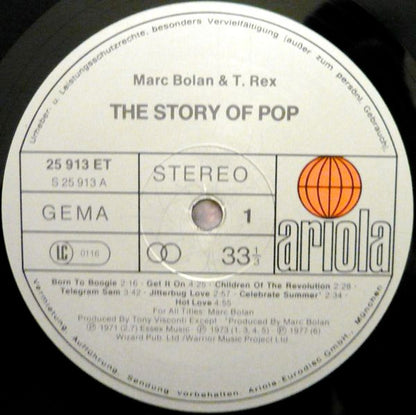 Urheber- u. Leistungsschutzrechte, besonders Vervielfältigung (außer zum persönl. Gebrauch),
Marc Bolan & T. Rex
THE STORY OF POP
25 913 ET
S 25 913 A
STEREO
GEMA
1
LC 0116
33 1/3
ariola
Born To Boogie 2:16 · Get It On 4:25 · Children Of The Revolution 2:28 ·
Telegram Sam 3:42 · Jitterbug Love 2:57 · Celebrate Summer' 2:34 ·
Hot Love 4:55
For All Titles: Marc Bolan
Produced By Tony Visconti Except 'Produced By Marc Bolan
Ⓟ 1971 (2,7) Essex Music Ⓟ 1973 (1, 3, 4, 5) · Ⓟ 1977 (6)
Wizard Pub. Ltd /Warrior Music Project Ltd.
Vermietung, Aufführung, Sendung vorbehalten. Ariola-Eurodisc GmbH., München